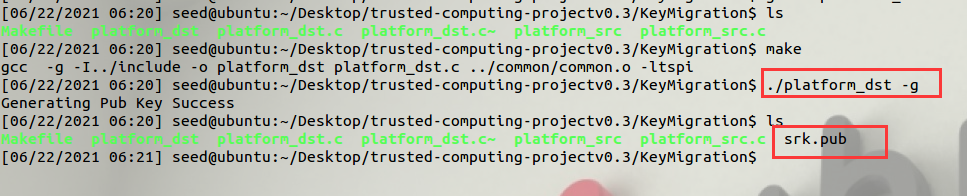 [06/22/2021 06:20] seed@ubuntu:~/Desktop/trusted-computing-projectv0.3/KeyMigration$ ls
Makefile platform_dst platform_dst.c platform_dst.c~ platform_src platform_src.c
[06/22/2021 06:20] seed@ubuntu:~/Desktop/trusted-computing-projectv0.3/KeyMigration$ make
gcc -g -I../include -o platform_dst platform_dst.c ../common/common.o -ltspi
[06/22/2021 06:20] seed@ubuntu:~/Desktop/trusted-computing-projectv0.3/KeyMigration$ ./platform_dst -g
Generating Pub Key Success
[06/22/2021 06:20] seed@ubuntu:~/Desktop/trusted-computing-projectv0.3/KeyMigration$ ls
Makefile platform_dst platform_dst.c platform_dst.c~ platform_src platform_src.c srk.pub
[06/22/2021 06:21] seed@ubuntu:~/Desktop/trusted-computing-projectv0.3/KeyMigration$